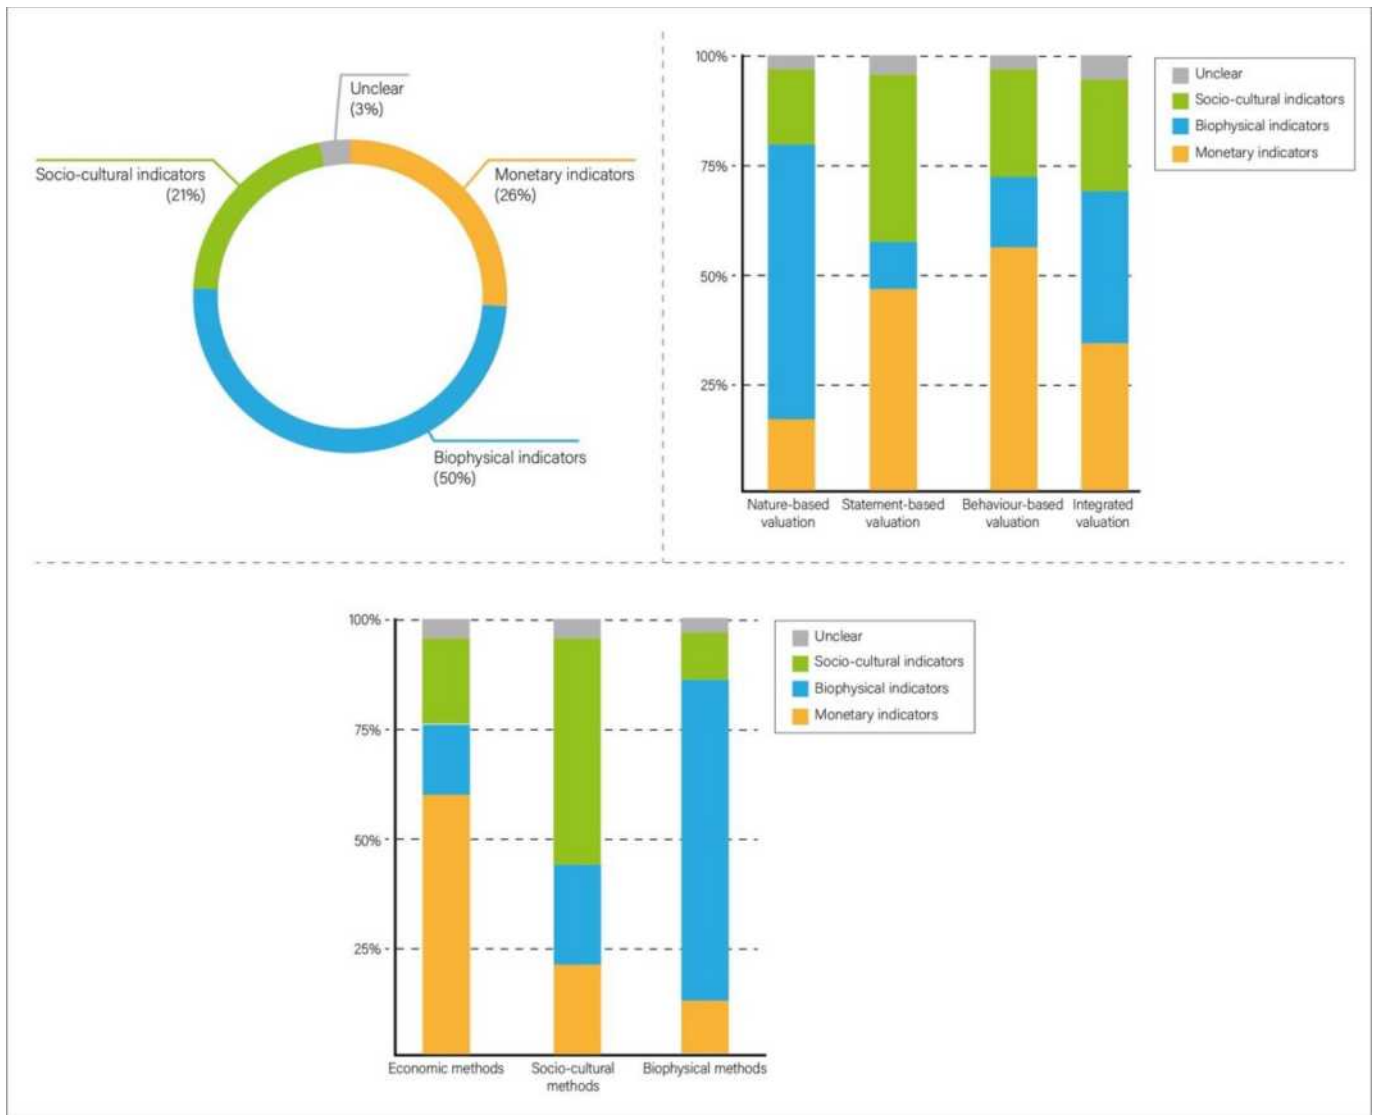 Unclear
(3%)
Socio-cultural indicators
(21%)
Monetary indicators
(26%)
Biophysical indicators
(50%)
100%
75%
50%
25%
Nature-based
valuation
Statement-based
valuation
Behaviour-based
valuation
Integrated
valuation
Unclear
Socio-cultural indicators
Biophysical indicators
Monetary indicators
100%
75%
50%
25%
Economic methods
Socio-cultural
methods
Biophysical methods
Unclear
Socio-cultural indicators
Biophysical indicators
Monetary indicators